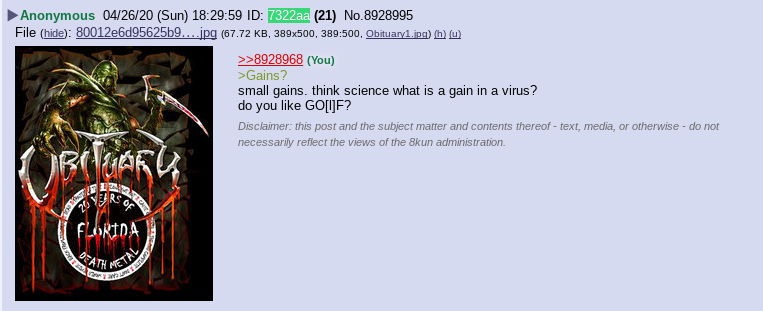 ▶Anonymous 04/26/20 (Sun) 18:29:59 ID: 7322aa (21) No.8928995
File (hide): 80012e6d95625b9….jpg (67.72 KB, 389x500, 389:500, Obituary1.jpg) (h) (u)
>>8928968 (You)
>Gains?
small gains. think science what is a gain in a virus?
do you like GO[l]F?
Disclaimer: this post and the subject matter and contents thereof - text, media, or otherwise - do not
necessarily reflect the views of the 8kun administration.
OBITUARY
20 YEARS OF
FLORIDA
DEATH METAL